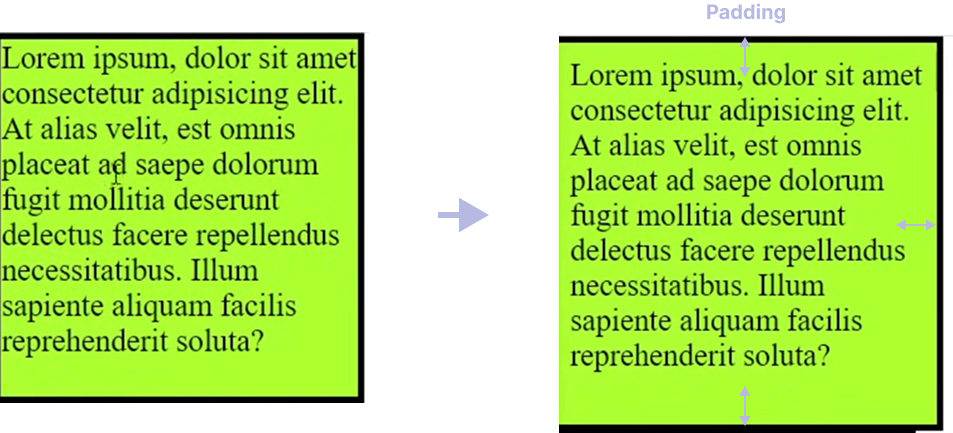 Padding
Lorem ipsum, dolor sit amet
consectetur adipisicing elit.
At alias velit, est omnis
placeat ad saepe dolorum
fugit mollitia deserunt
delectus facere repellendus
necessitatibus. Illum
sapiente aliquam facilis
reprehenderit soluta?
Lorem ipsum, dolor sit amet
consectetur adipisicing elit.
At alias velit, est omnis
placeat ad saepe dolorum
fugit mollitia deserunt
delectus facere repellendus
necessitatibus. Illum
sapiente aliquam facilis
reprehenderit soluta?